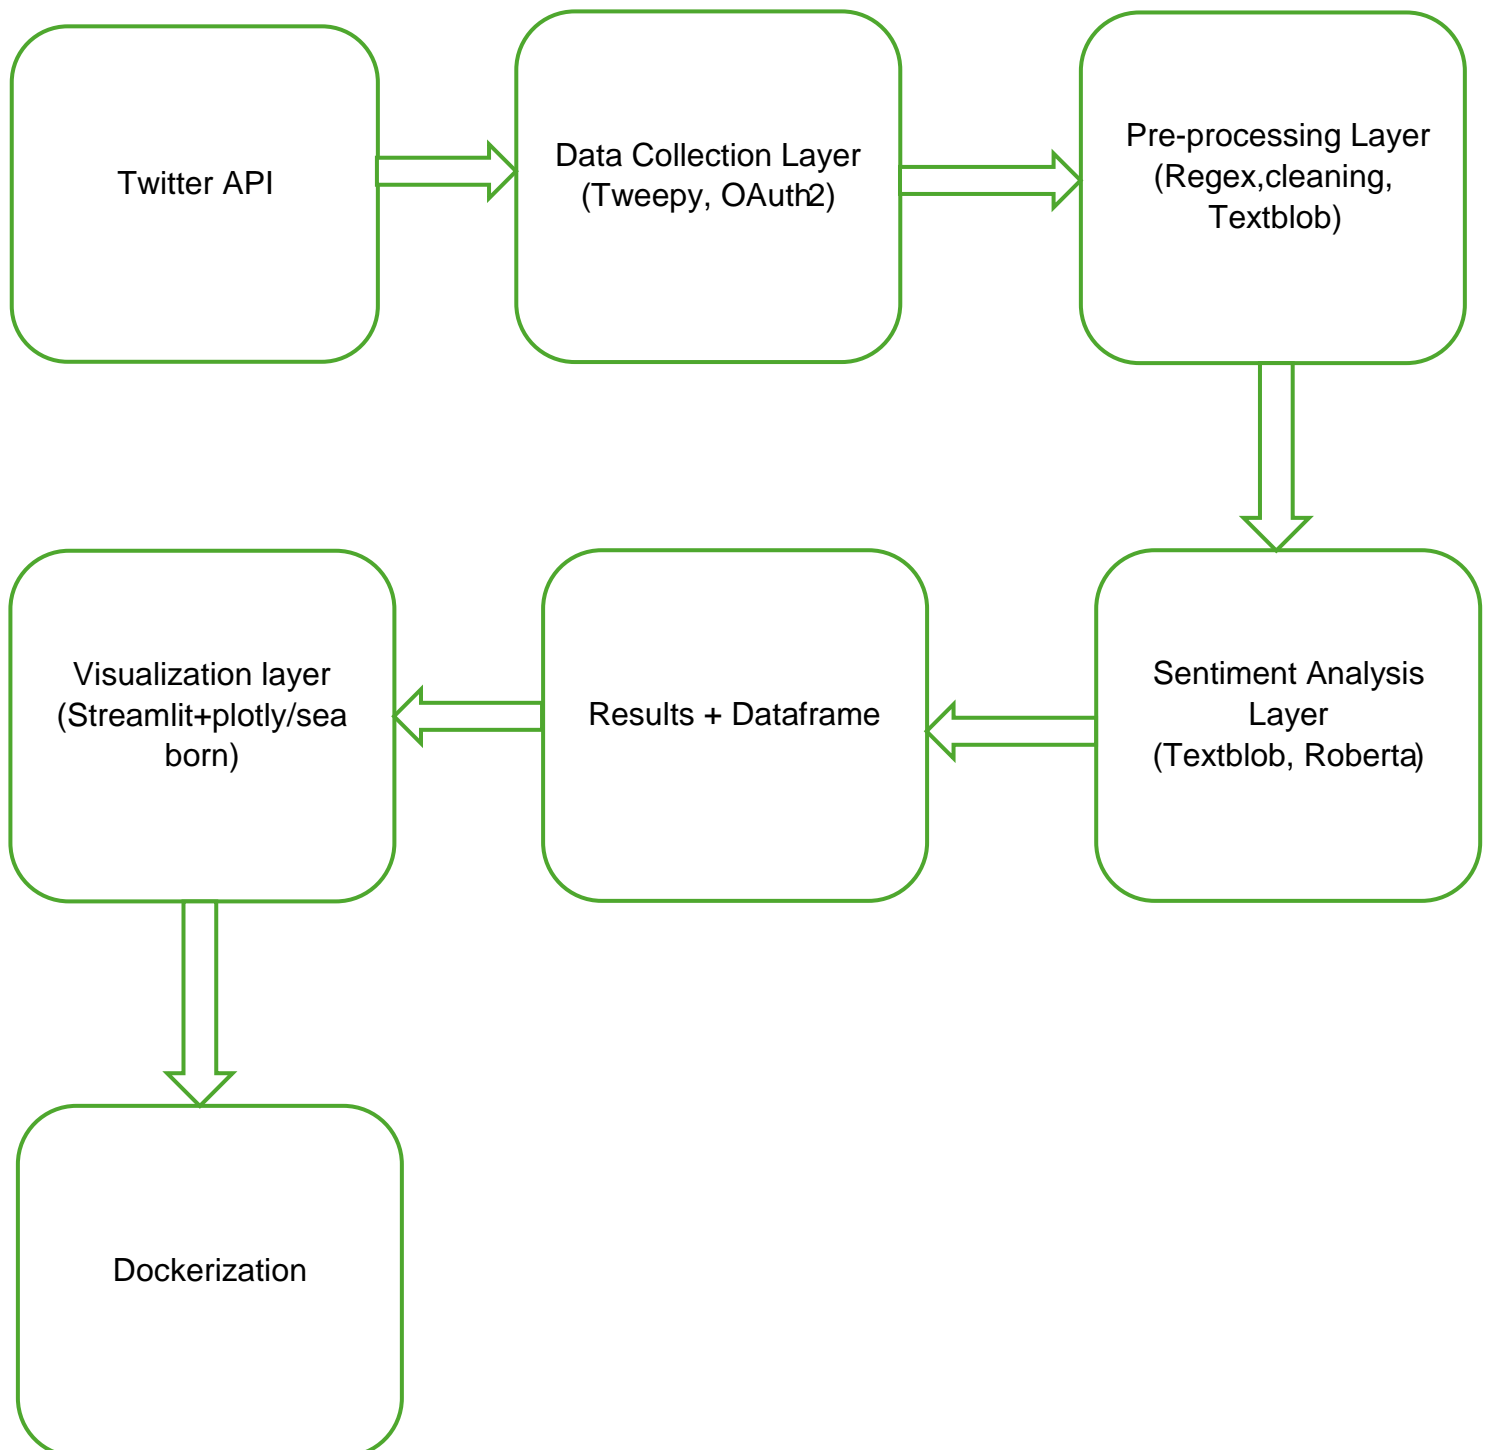 Twitter API
Data Collection Layer
(Tweepy, OAuth2)
Pre-processing Layer
(Regex,cleaning,
Textblob)
Sentiment Analysis
Layer
(Textblob, Roberta)
Results + Dataframe
Visualization layer
(Streamlit+plotly/sea
born)
Dockerization